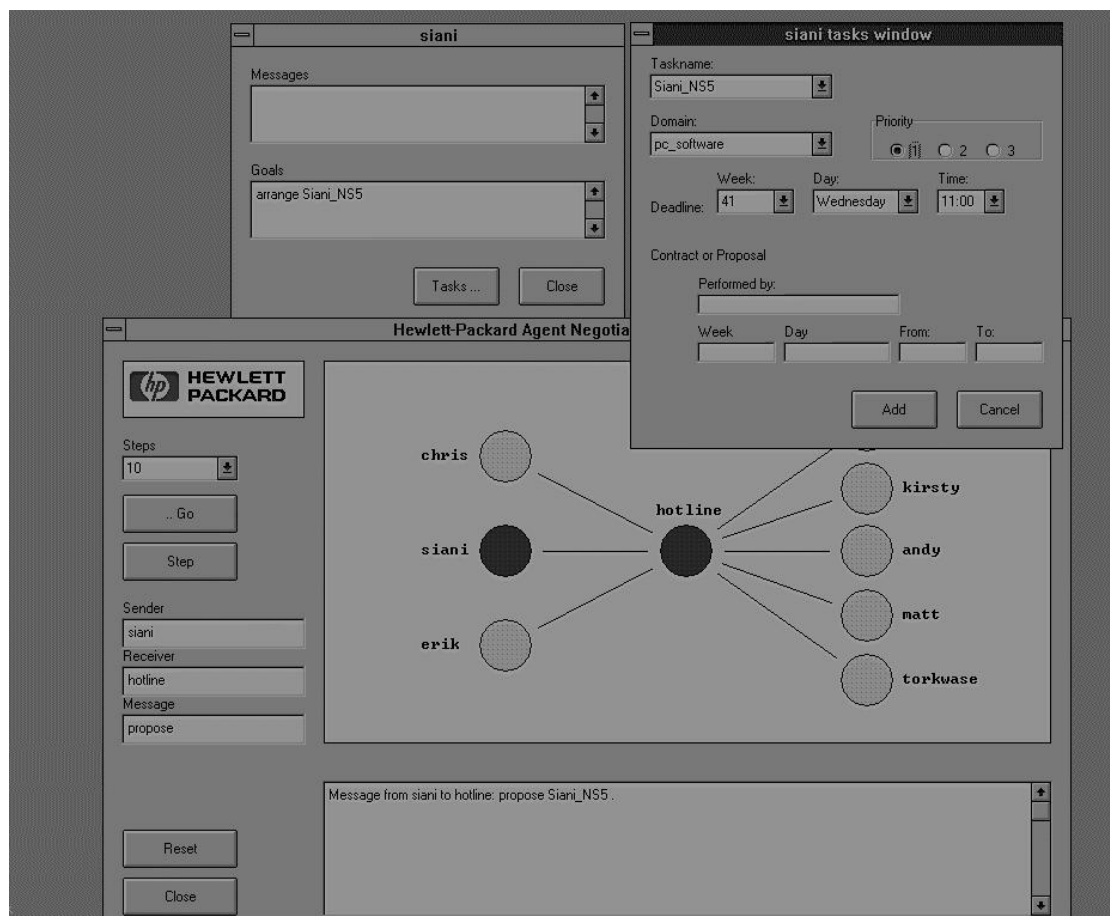 siani
Messages
Goals
arrange Siani_NS5
Tasks ...
Close
siani tasks window
Taskname:
Siani_NS5
Domain:
pc_software
Priority
1 2 3
Week: Day: Time:
Deadline: 41 Wednesday 11:00
Contract or Proposal
Performed by:
Week Day From: To:
Add
Cancel
Hewlett-Packard Agent Negotia
hp HEWLETT
PACKARD
Steps
10
.. Go
Step
Sender
siani
Receiver
hotline
Message
propose
chris
siani
erik
hotline
kirsty
andy
matt
torkwase
Message from siani to hotline: propose Siani_NS5 .
Reset
Close